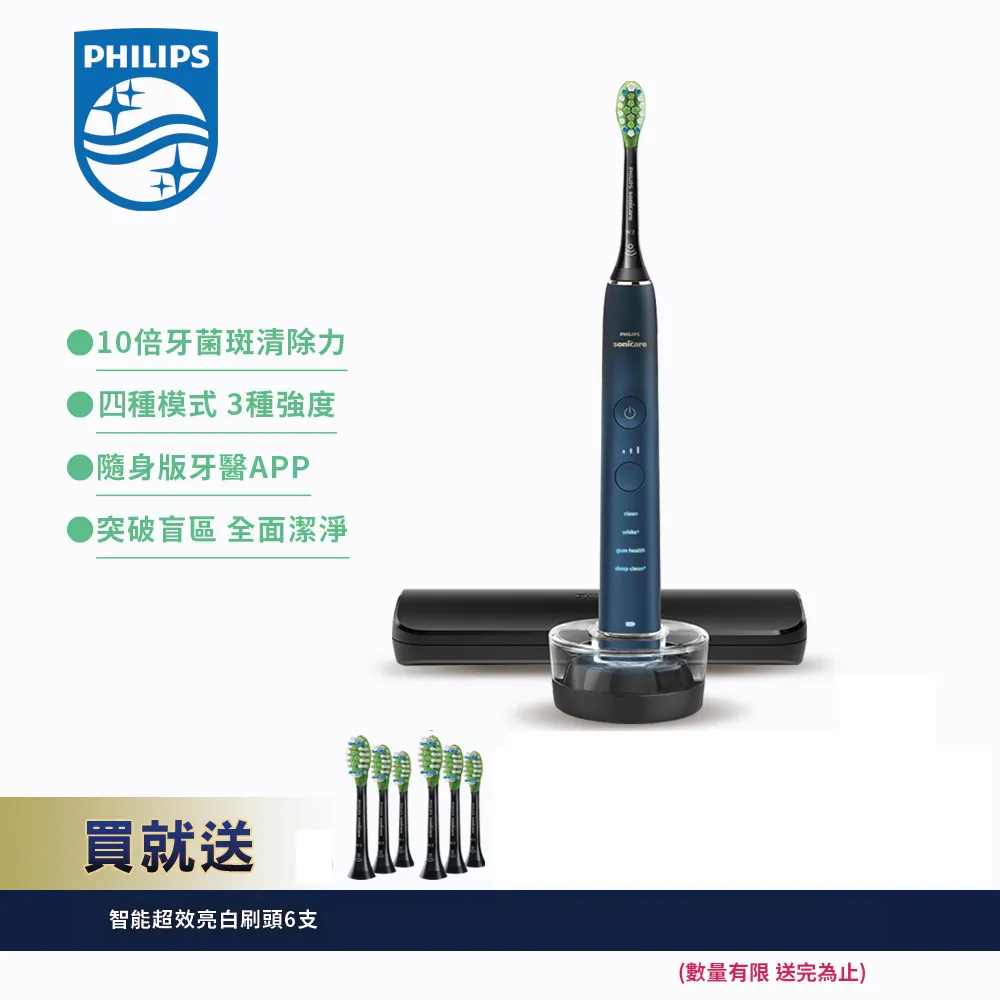 PHILIPS
●10倍牙菌斑清除力
●四種模式 3種強度
●隨身版牙醫APP
●突破盲區 全面潔淨
PHILIPS sonicare
PHILIPS
sonicare
clean
white+
gum health
deep clean+
買就送
智能超效亮白刷頭6支
(數量有限 送完為止)